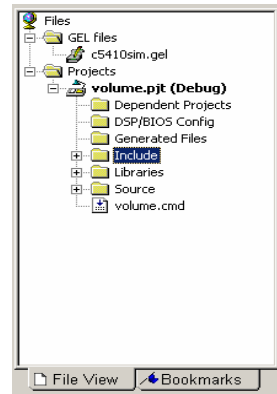 Files
GEL files
c5410sim.gel
Projects
volume.pjt (Debug)
Dependent Projects
DSP/BIOS Config
Generated Files
Include
Libraries
Source
volume.cmd
File View Bookmarks